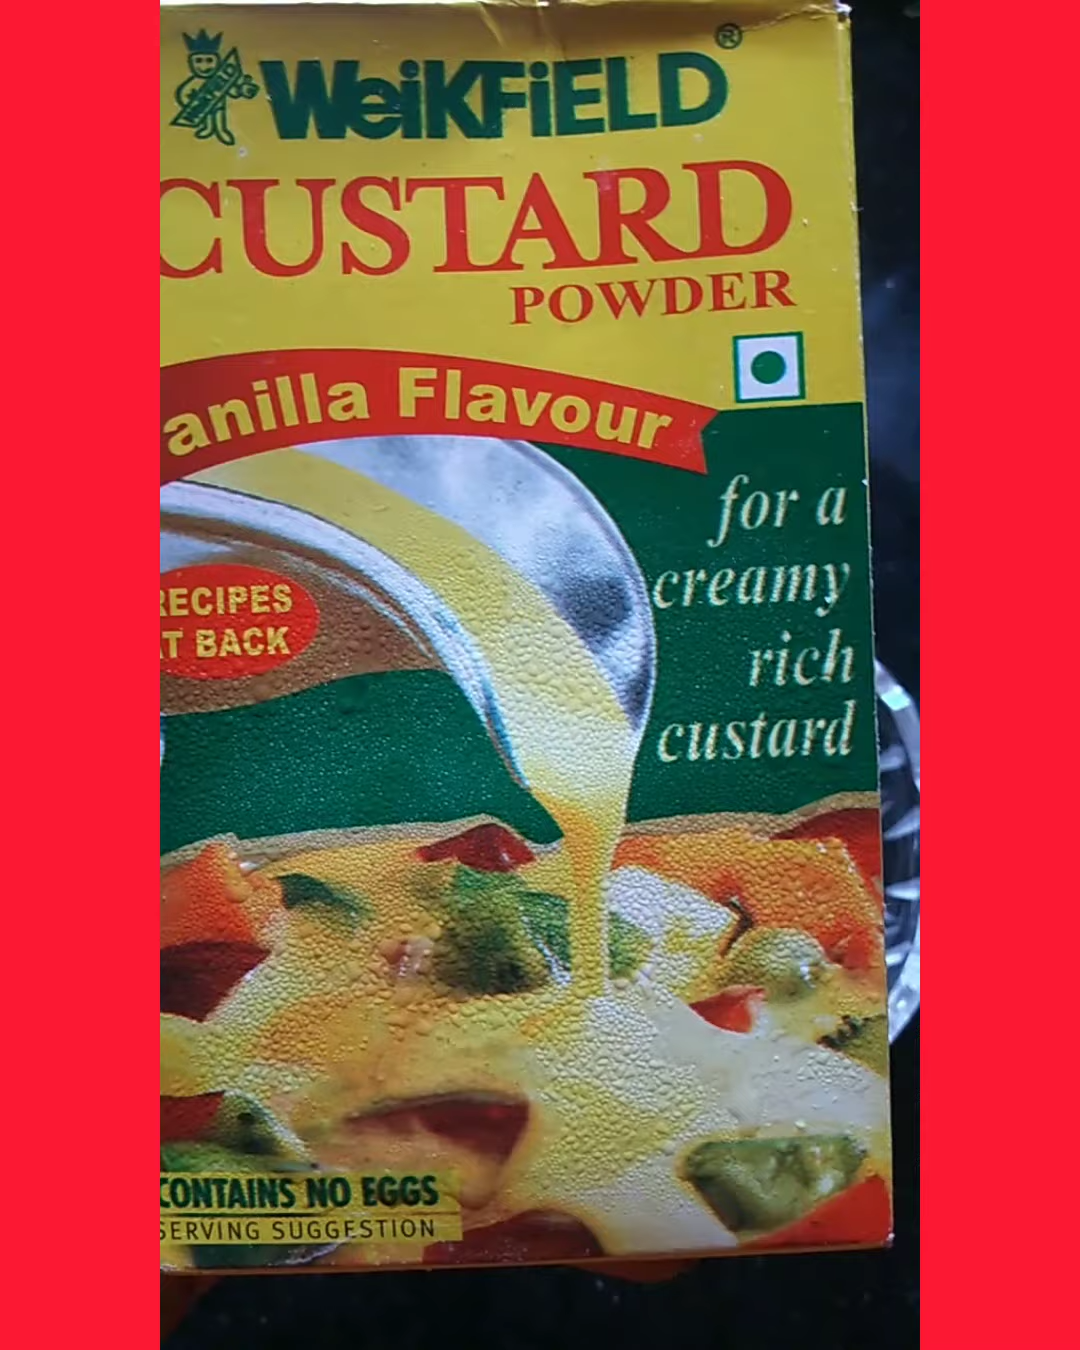 WeiKFiELD®
CUSTARD
POWDER
anilla Flavour
for a
creamy
rich
custard
RECIPES
T BACK
CONTAINS NO EGGS
SERVING SUGGESTION